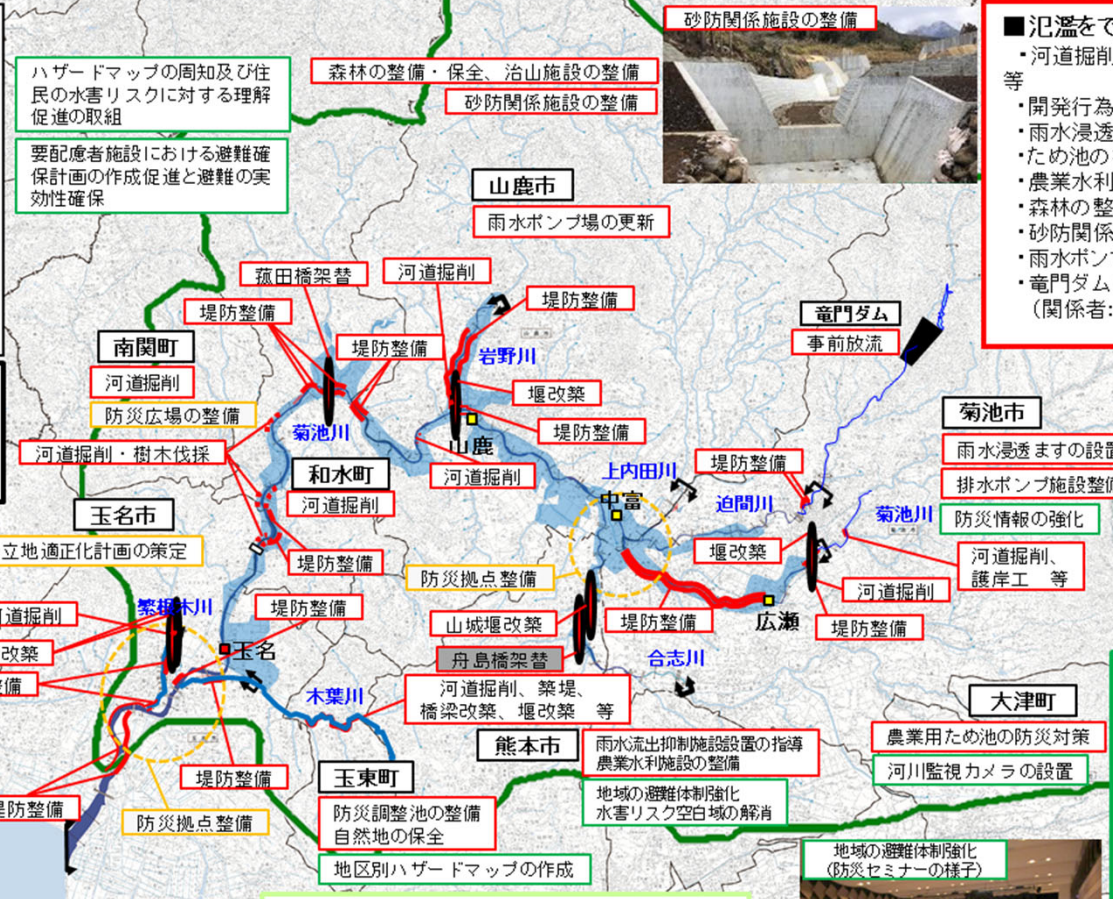 砂防関係施設の整備
■氾濫をで
・河道掘削
等
・開発行為
・雨水浸透
・ため池の
・農業水利
・森林の整
・砂防関係
・雨水ポンプ
・竜門ダム
（関係者:
ハザードマップの周知及び住
民の水害リスクに対する理解
促進の取組
要配慮者施設における避難確
保計画の作成促進と避難の実
効性確保
森林の整備・保全、治山施設の整備
砂防関係施設の整備
山鹿市
雨水ポンプ場の更新
菰田橋架替
河道掘削
堤防整備
堤防整備
堤防整備
岩野川
堰改築
堤防整備
竜門ダム
事前放流
南関町
河道掘削
防災広場の整備
河道掘削・樹木伐採
菊池川
山鹿
河道掘削
和水町
河道掘削
堤防整備
菊池市
雨水浸透ますの設置
排水ポンプ施設整備
防災情報の強化
上内田川
中富
堤防整備
迫間川
菊池川
堰改築
河道掘削、
護岸工　等
河道掘削
堤防整備
玉名市
立地適正化計画の策定
防災拠点整備
山城堰改築
堤防整備
広瀬
舟島橋架替
合志川
河道掘削、築堤、
橋梁改築、堰改築　等
繁根木川
河道掘削
改築
備
堤防整備
玉名
木葉川
堤防整備
堤防整備
防災拠点整備
玉東町
防災調整池の整備
自然地の保全
地区別ハザードマップの作成
熊本市
雨水流出抑制施設設置の指導
農業水利施設の整備
地域の避難体制強化
水害リスク空白域の解消
大津町
農業用ため池の防災対策
河川監視カメラの設置
地域の避難体制強化
（防災セミナーの様子）